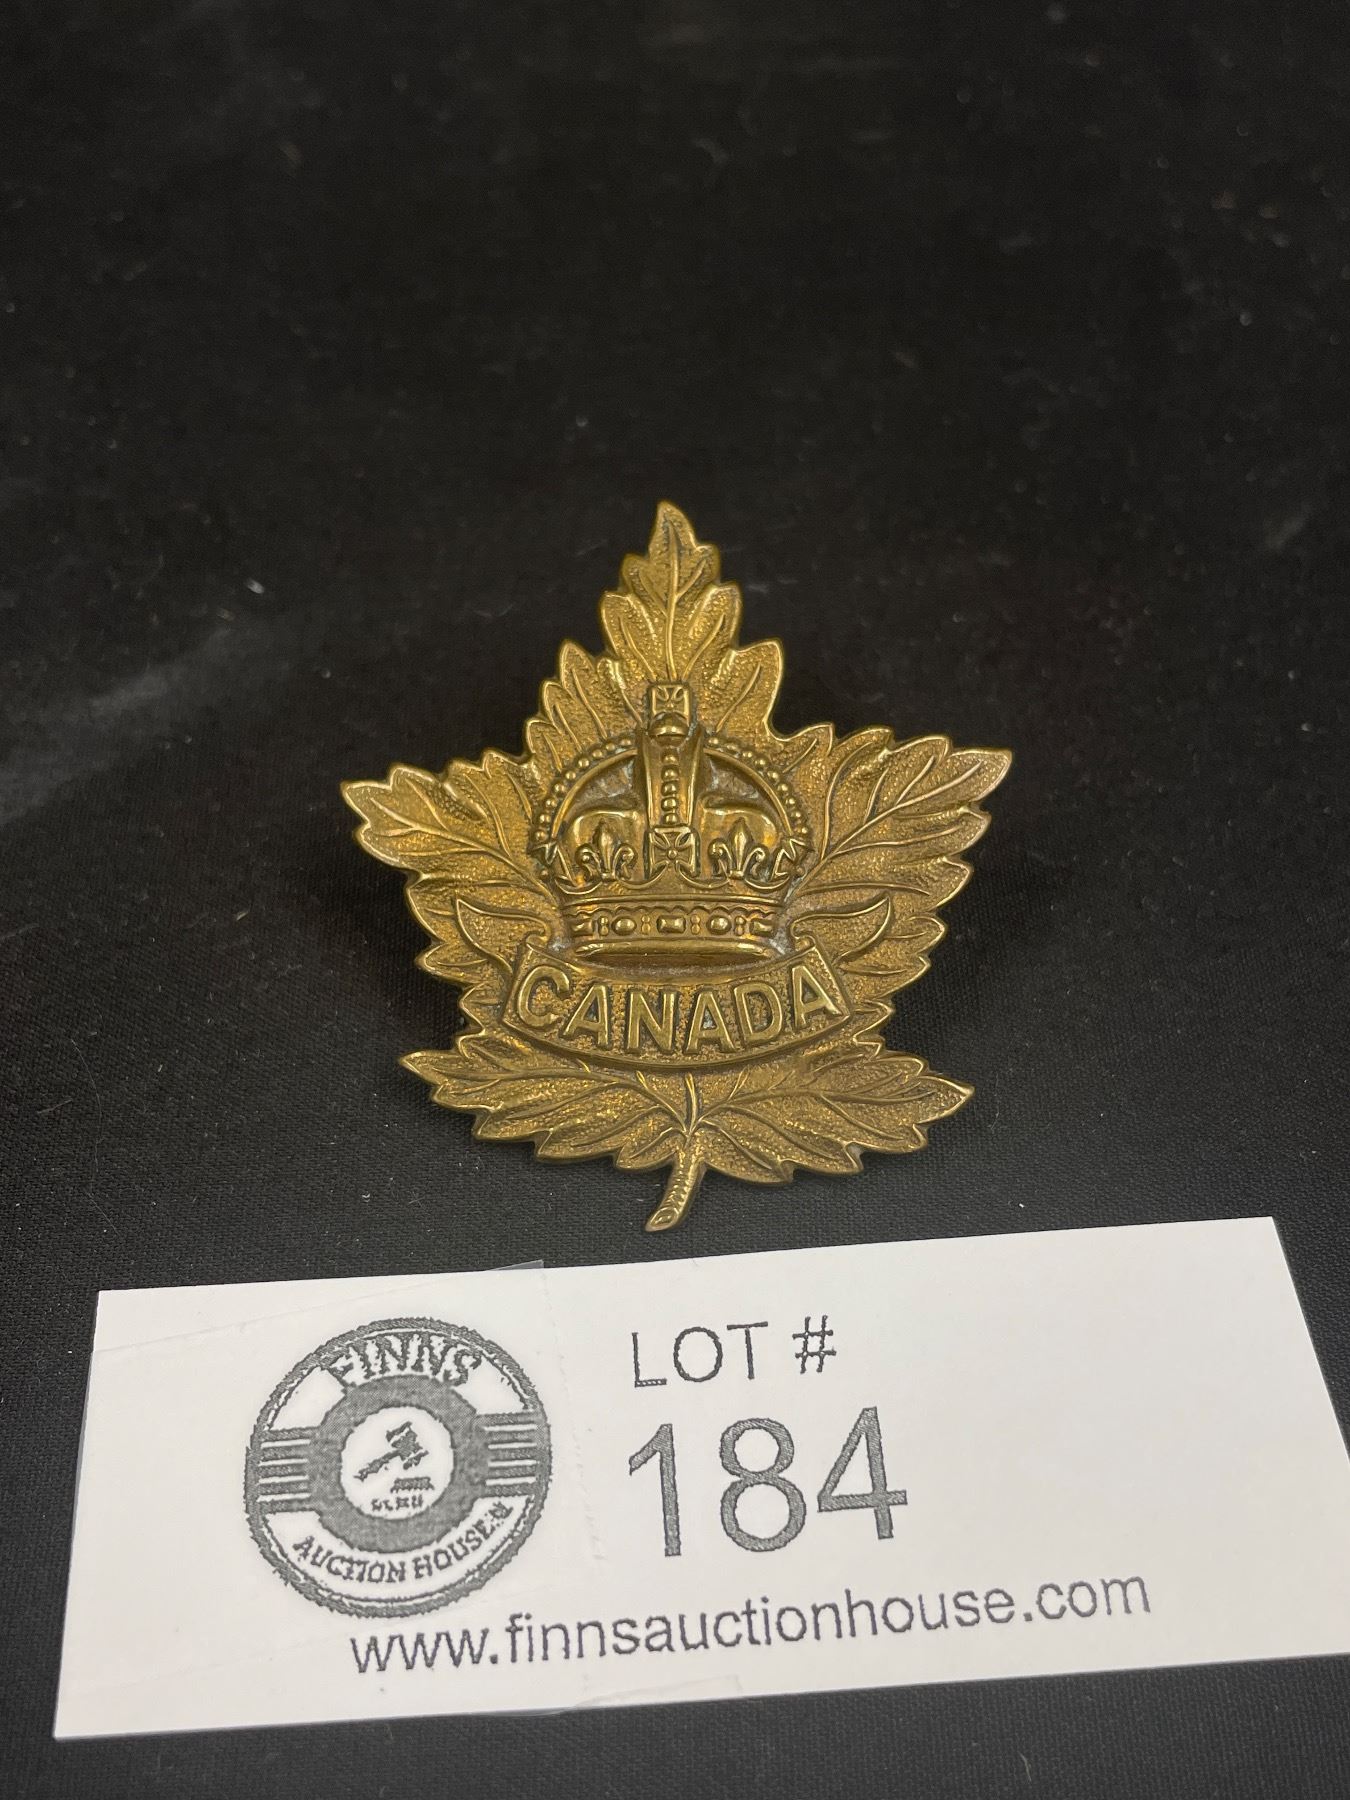 CANADA
FINNS
AUCTION HOUSE
LOT #
184
www.finnsauctionhouse.com